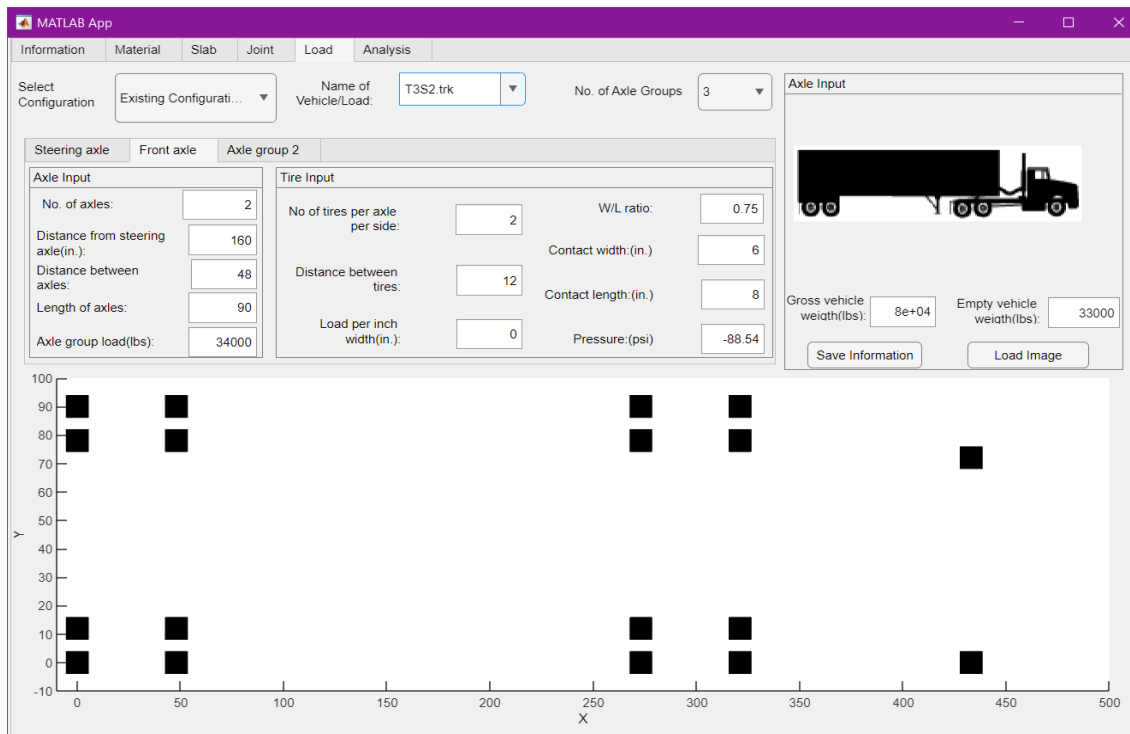 MATLAB App
Information Material Slab Joint Load Analysis
Select
Configuration
Existing Configurati...
Name of
Vehicle/Load:
T3S2.trk
No. of Axle Groups
3
Steering axle Front axle Axle group 2
Axle Input
No. of axles:
2
Distance from steering
axle(in.):
160
Distance between
axles:
48
Length of axles:
90
Axle group load(lbs):
34000
Tire Input
No of tires per axle
per side:
2
Distance between
tires:
12
Load per inch
width(in.):
0
W/L ratio:
0.75
Contact width:(in.)
6
Contact length:(in.)
8
Pressure:(psi)
-88.54
Axle Input
Gross vehicle
weigth(lbs):
8e+04
Empty vehicle
weigth(lbs):
33000
Save Information
Load Image
100
90
80
70
60
50
40
30
20
10
0
-10
Y
0 50 100 150 200 250 300 350 400 450 500
X